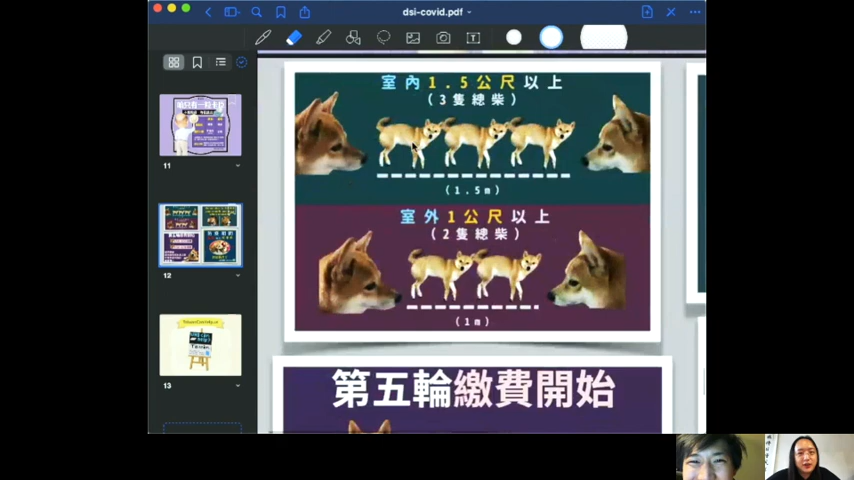 dsi-covid.pdf
11
12
13
室內1.5公尺以上
(3隻總柴)
(1.5m)
室外1公尺以上
(2隻總柴)
(1m)
第五輪繳費開始